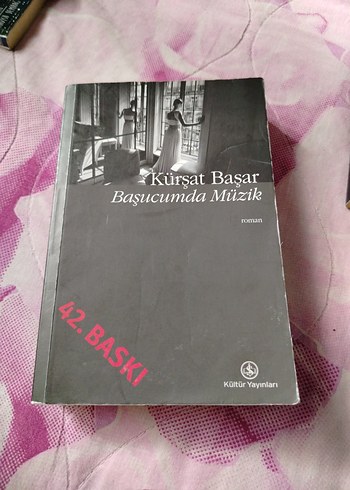 Kürşat Başar
Başucumda Müzik
roman
42. BASKI
Kültür Yayınları